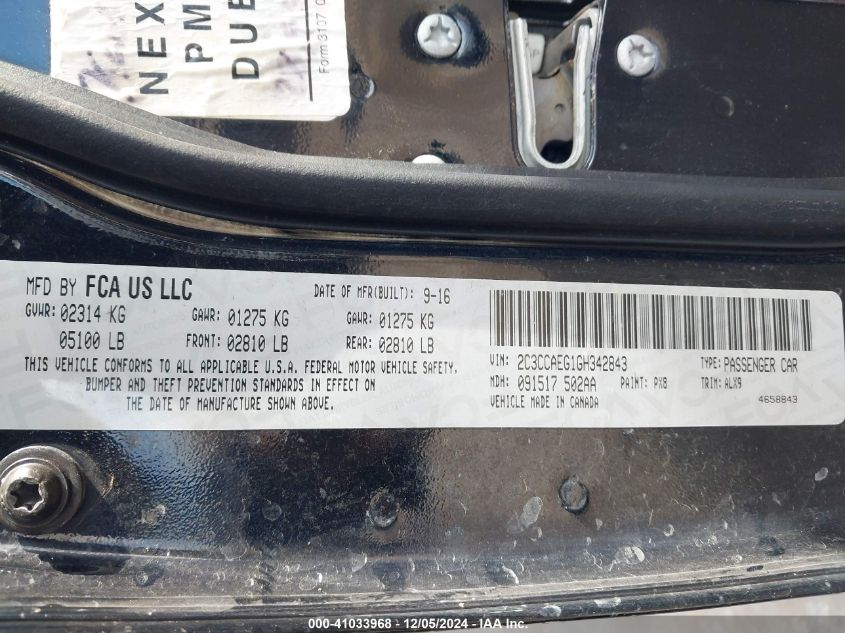 NEX
PM
DUE
Form 3107 0
MFD BY FCA US LLC
DATE OF MFR(BUILT): 9-16
GVWR: 02314 KG GAWR: 01275 KG GAWR: 01275 KG
05100 LB FRONT: 02810 LB REAR: 02810 LB
THIS VEHICLE CONFORMS TO ALL APPLICABLE U.S.A. FEDERAL MOTOR VEHICLE SAFETY,
BUMPER AND THEFT PREVENTION STANDARDS IN EFFECT ON
THE DATE OF MANUFACTURE SHOWN ABOVE.
VIN: 2C3CCAEG1GH342843 TYPE: PASSENGER CAR
MDH: 091517 502AA PAINT: PX8 TRIM: ALX9
VEHICLE MADE IN CANADA 4658843
000-41033968 - 12/05/2024 - IAA Inc.